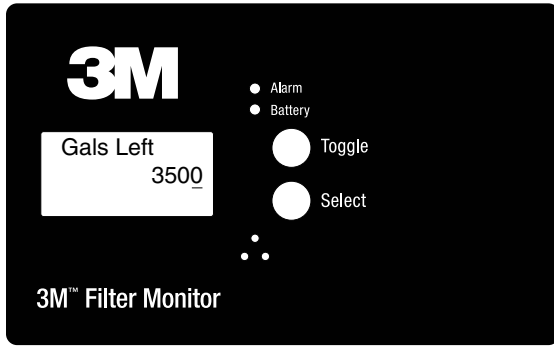 3M
Alarm
Battery
Gals Left
3500
Toggle
Select
3M™ Filter Monitor